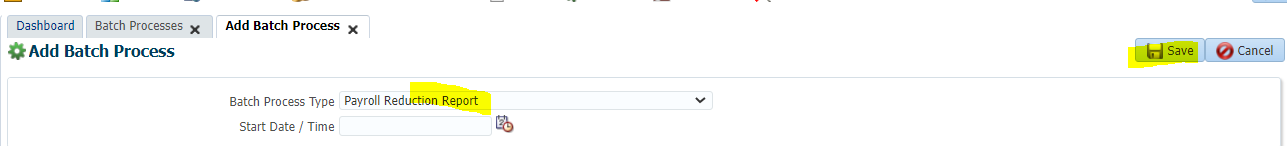 Dashboard Batch Processes Add Batch Process
Add Batch Process Save Cancel
Batch Process Type Payroll Reduction Report
Start Date / Time